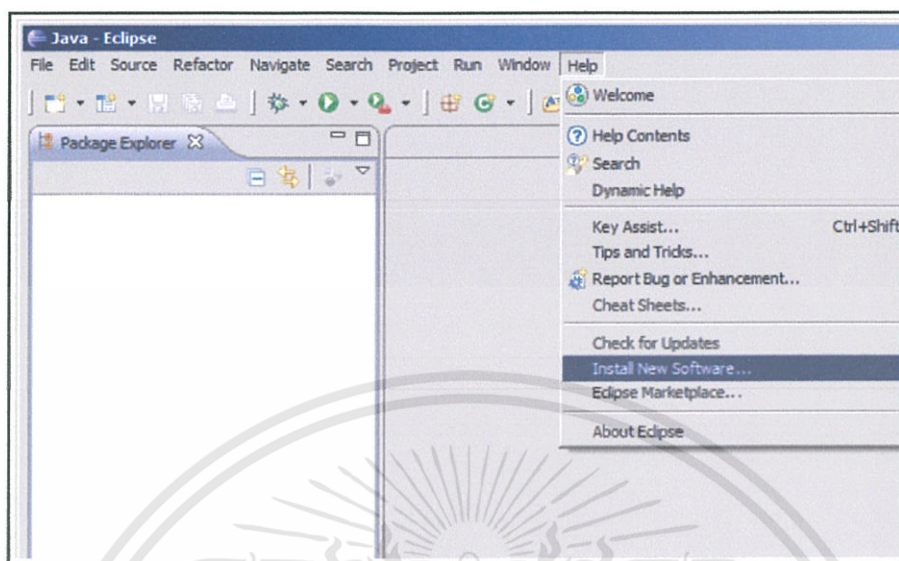 Java - Eclipse
File Edit Source Refactor Navigate Search Project Run Window Help
Package Explorer
Welcome
Help Contents
Search
Dynamic Help
Key Assist... Ctrl+Shift
Tips and Tricks...
Report Bug or Enhancement...
Cheat Sheets...
Check for Updates
Install New Software...
Eclipse Marketplace...
About Eclipse